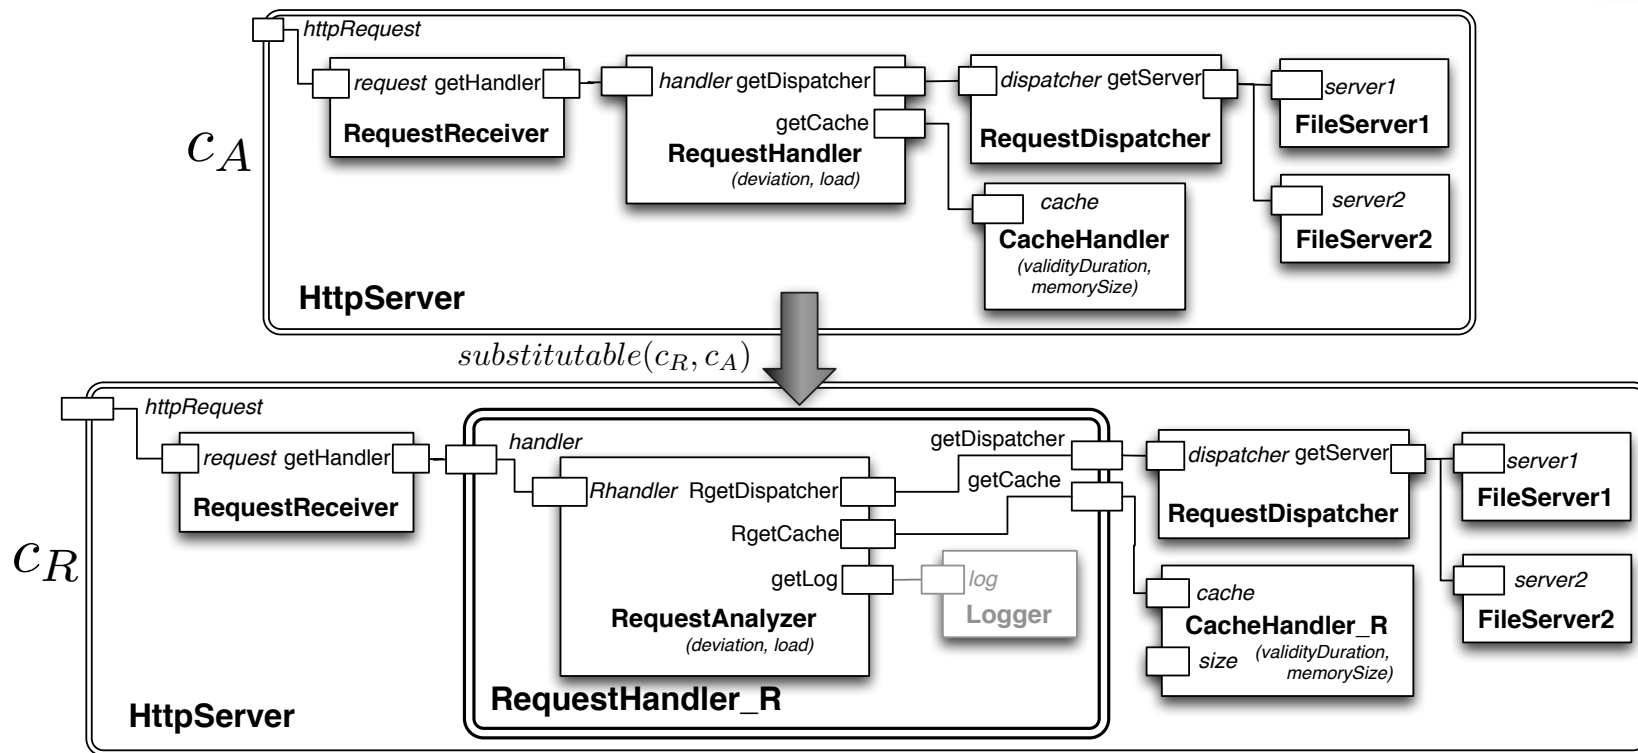 httpRequest
request getHandler
RequestReceiver
handler getDispatcher
getCache
RequestHandler
(deviation, load)
dispatcher getServer
RequestDispatcher
server1
FileServer1
cache
CacheHandler
(validityDuration,
memorySize)
server2
FileServer2
c_A
HttpServer
substitutable(c_R, c_A)
httpRequest
request getHandler
RequestReceiver
handler
getDispatcher
getCache
Rhandler RgetDispatcher
RgetCache
getLog
log
Logger
RequestAnalyzer
(deviation, load)
RequestHandler_R
dispatcher getServer
RequestDispatcher
server1
FileServer1
cache
CacheHandler_R
size (validityDuration,
memorySize)
server2
FileServer2
c_R
HttpServer